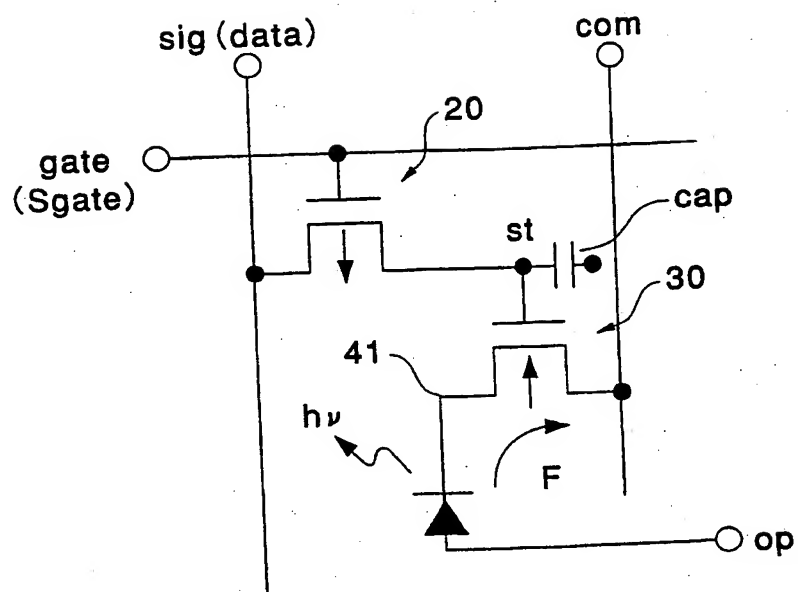 sig (data)
com
20
gate
(Sgate)
cap
st
30
41
hν
F
op